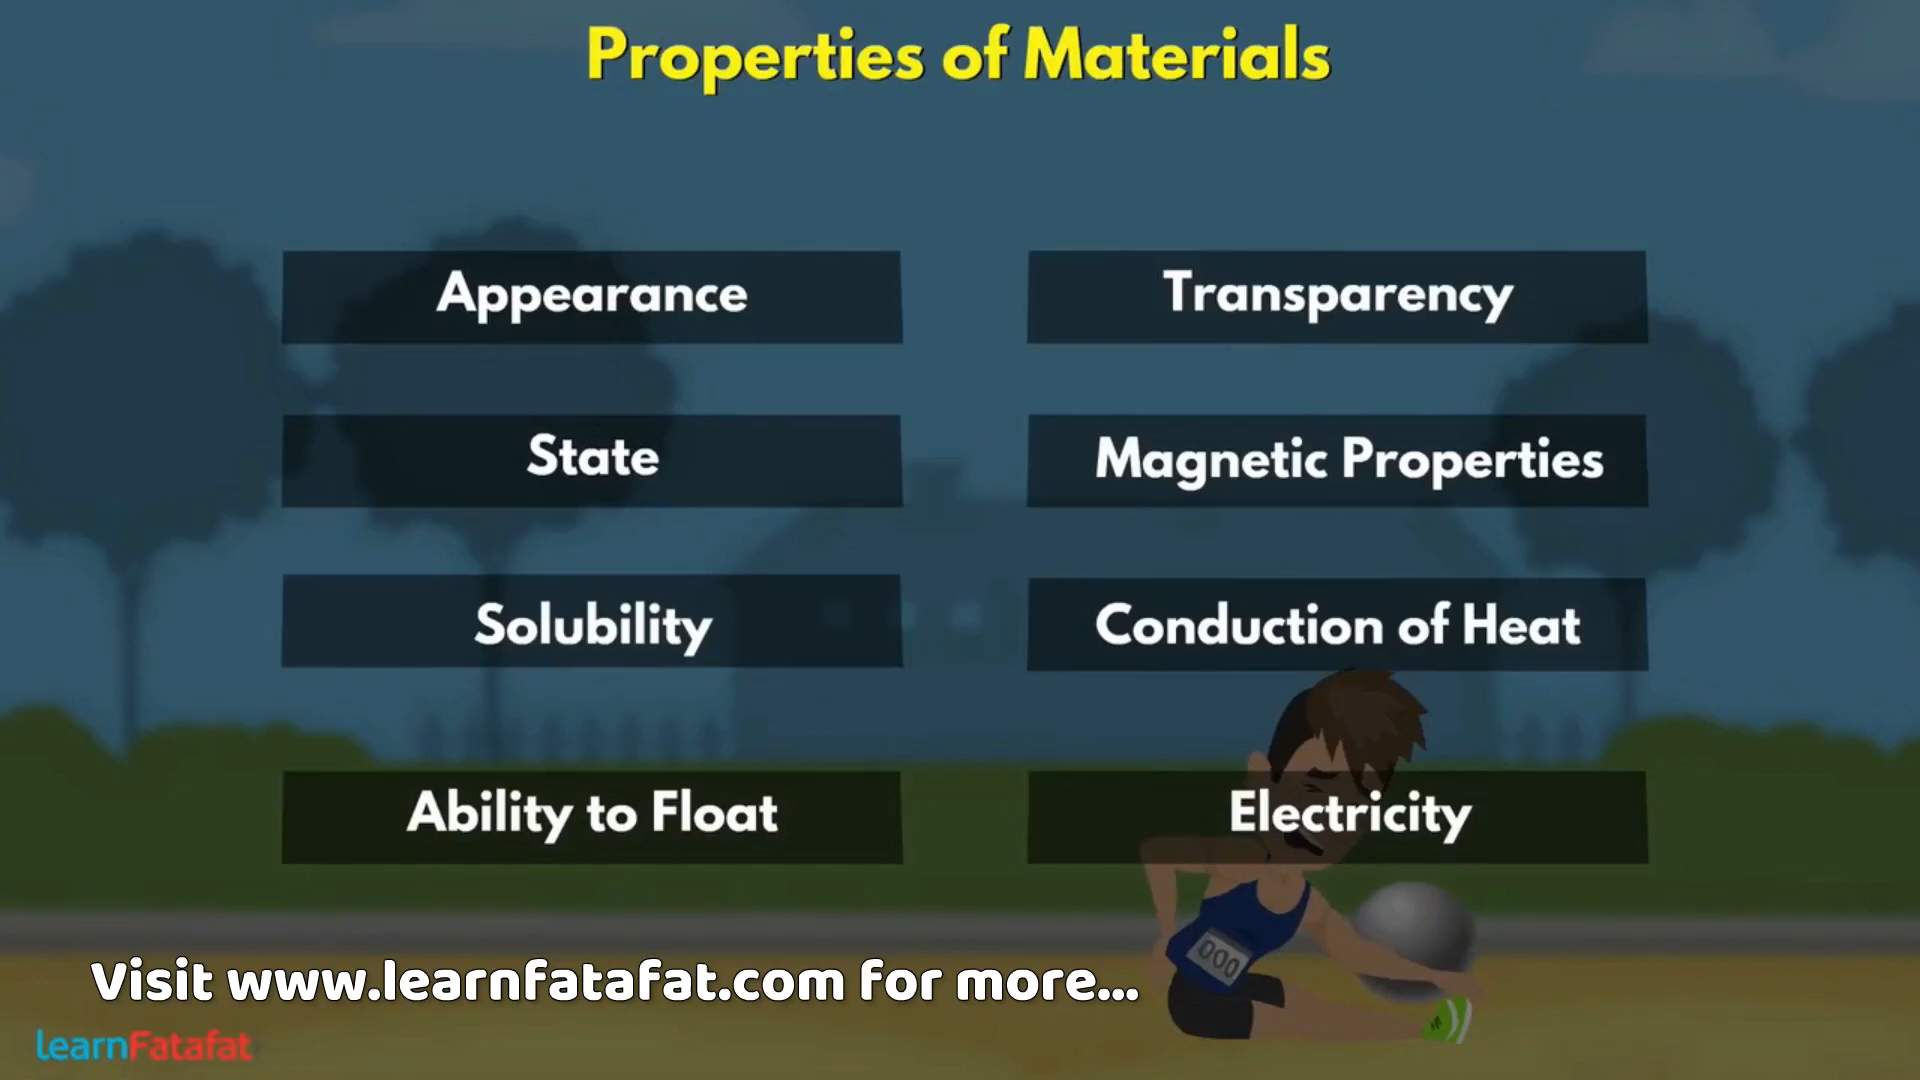 Properties of Materials
Appearance
Transparency
State
Magnetic Properties
Solubility
Conduction of Heat
Ability to Float
Electricity
000
Visit www.learnfatafat.com for more...
learnFatafat